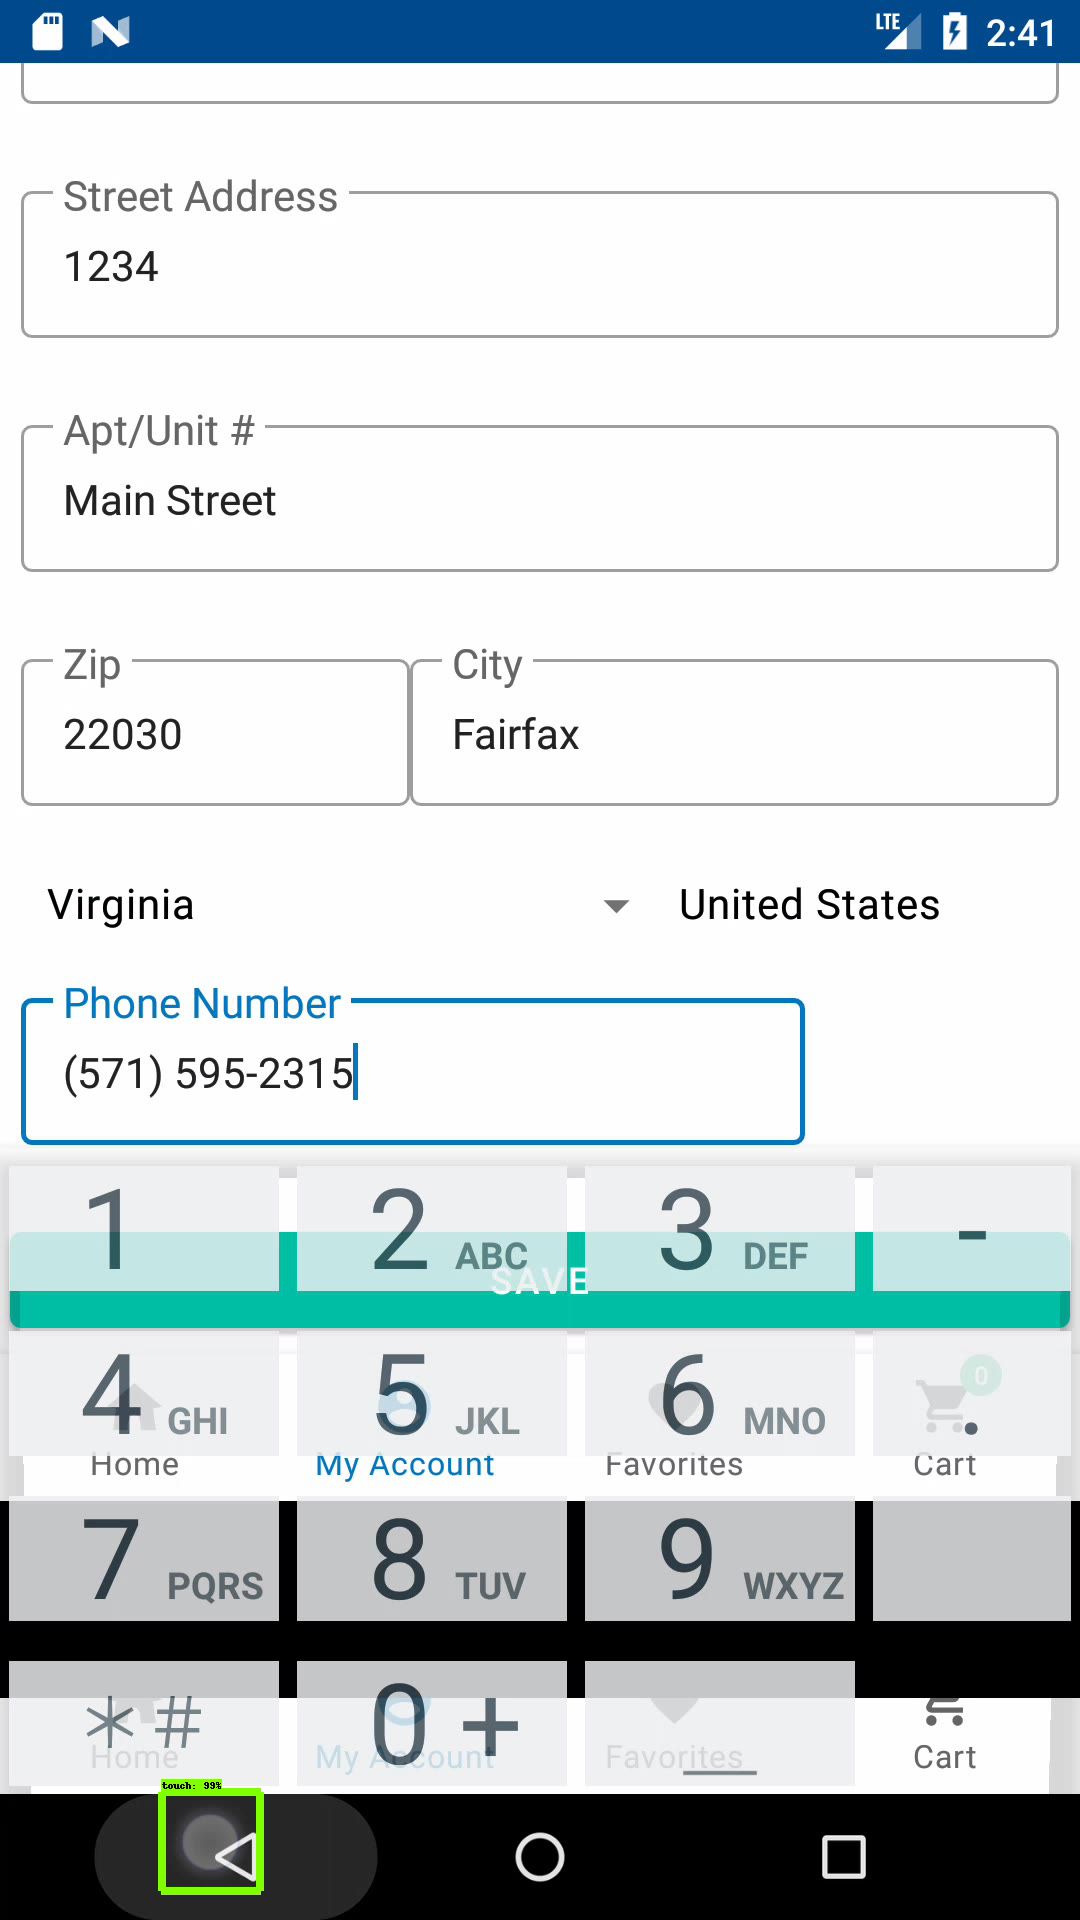 LTE 2:41
Street Address
1234
Apt/Unit #
Main Street
Zip City
22030 Fairfax
Virginia United States
Phone Number
(571) 595-2315
1 2 ABC 3 DEF -
SAVE
4 GHI 5 JKL 6 MNO .
0
Home My Account Favorites Cart
7 PQRS 8 TUV 9 WXYZ
*# 0 +
Home My Account Favorites Cart
touch: 99%